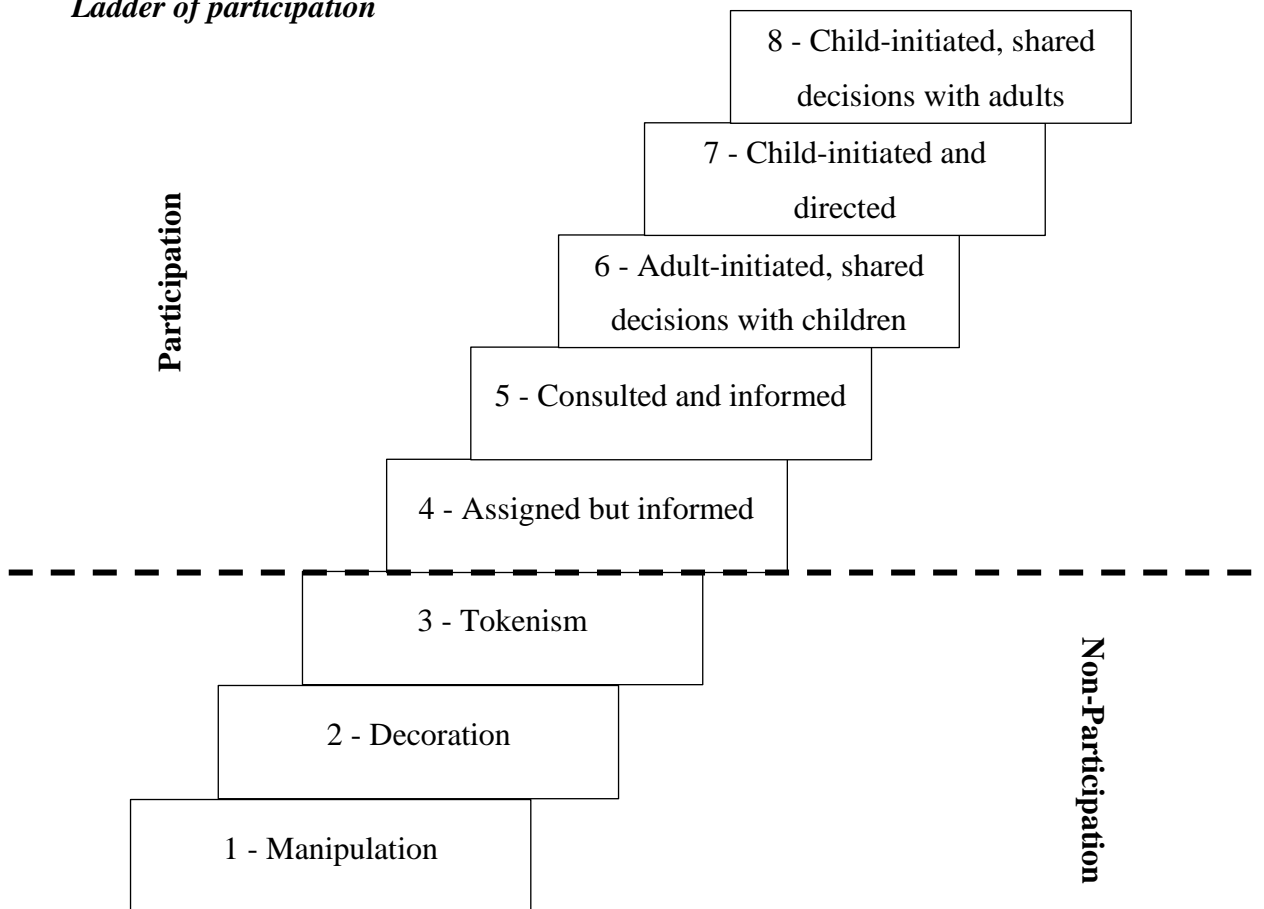 Ladder of participation
8 - Child-initiated, shared
decisions with adults
7 - Child-initiated and
directed
Participation
6 - Adult-initiated, shared
decisions with children
5 - Consulted and informed
4 - Assigned but informed
3 - Tokenism
Non-Participation
2 - Decoration
1 - Manipulation